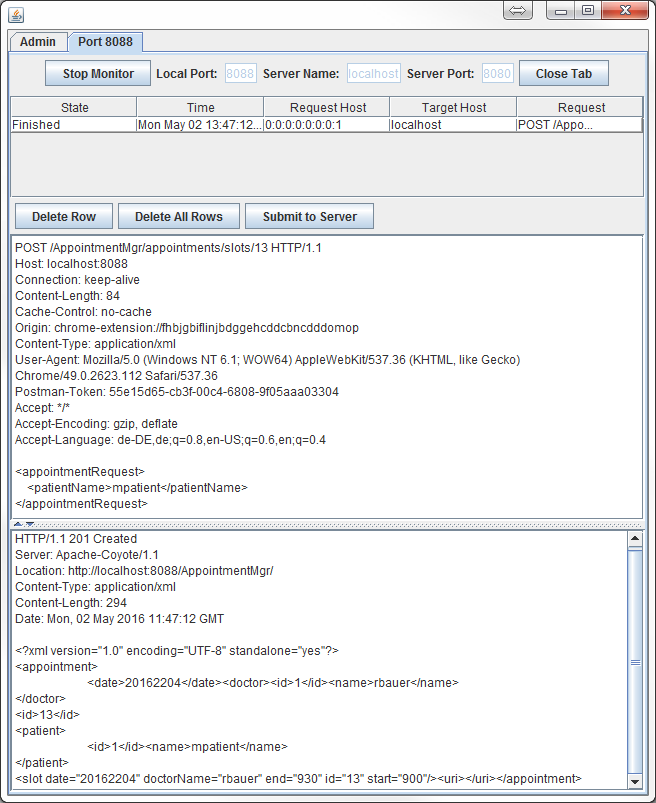 Admin
Port 8088
Stop Monitor Local Port: 8088 Server Name: localhost Server Port: 8080 Close Tab
State Time Request Host Target Host Request
Finished Mon May 02 13:47:12... 0:0:0:0:0:0:0:1 localhost POST /Appo...
Delete Row Delete All Rows Submit to Server
POST /AppointmentMgr/appointments/slots/13 HTTP/1.1
Host: localhost:8088
Connection: keep-alive
Content-Length: 84
Cache-Control: no-cache
Origin: chrome-extension://fhbjgbiflinjbdggehcddcbncdddomop
Content-Type: application/xml
User-Agent: Mozilla/5.0 (Windows NT 6.1; WOW64) AppleWebKit/537.36 (KHTML, like Gecko)
Chrome/49.0.2623.112 Safari/537.36
Postman-Token: 55e15d65-cb3f-00c4-6808-9f05aaa03304
Accept: */*
Accept-Encoding: gzip, deflate
Accept-Language: de-DE,de;q=0.8,en-US;q=0.6,en;q=0.4
<appointmentRequest>
<patientName>mpatient</patientName>
</appointmentRequest>
HTTP/1.1 201 Created
Server: Apache-Coyote/1.1
Location: http://localhost:8088/AppointmentMgr/
Content-Type: application/xml
Content-Length: 294
Date: Mon, 02 May 2016 11:47:12 GMT
<?xml version="1.0" encoding="UTF-8" standalone="yes"?>
<appointment>
<date>20162204</date><doctor><id>1</id><name>rbauer</name>
</doctor>
<id>13</id>
<patient>
<id>1</id><name>mpatient</name>
</patient>
<slot date="20162204" doctorName="rbauer" end="930" id="13" start="900"/><uri></uri></appointment>